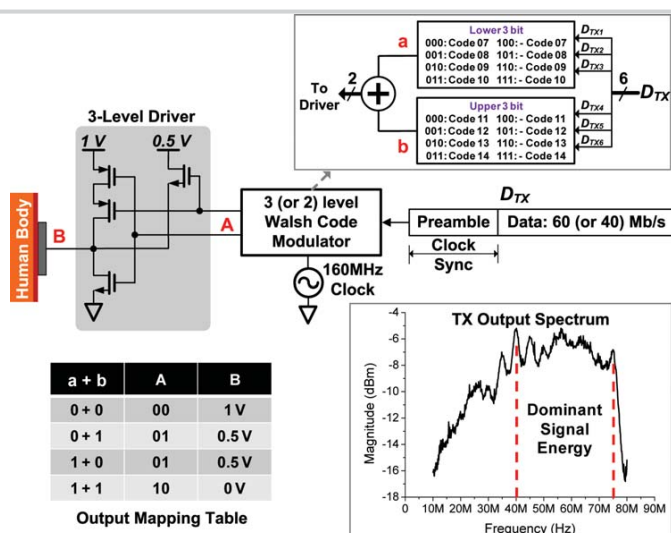 Lower 3 bit
000: Code 07 100:- Code 07
001: Code 08 101:- Code 08
010: Code 09 110:- Code 09
011: Code 10 111:- Code 10
a
DTX1
DTX2
DTX3
2
To
Driver
+
6
DTX
Upper 3 bit
000: Code 11 100:- Code 11
001: Code 12 101:- Code 12
010: Code 13 110:- Code 13
011: Code 14 111:- Code 14
b
DTX4
DTX5
DTX6
3-Level Driver
1 V 0.5 V
Human Body
B
A
3 (or 2) level
Walsh Code
Modulator
160MHz
Clock
DTX
Preamble Data: 60 (or 40) Mb/s
Clock
Sync
a + b A B
0 + 0 00 1 V
0 + 1 01 0.5 V
1 + 0 01 0.5 V
1 + 1 10 0 V
Output Mapping Table
TX Output Spectrum
Magnitude (dBm)
-4
-6
-8
-10
-12
-14
-16
-18
Dominant
Signal
Energy
0 10M 20M 30M 40M 50M 60M 70M 80M 90M
Frequency (Hz)